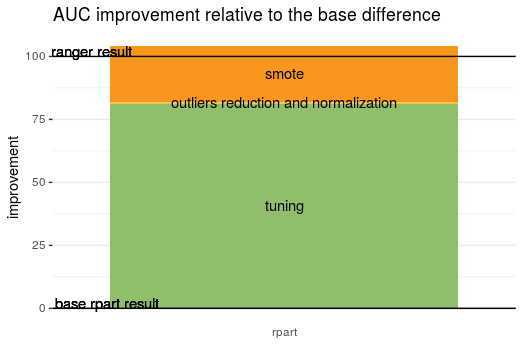 AUC improvement relative to the base difference
ranger result
100
smote
outliers reduction and normalization
75
improvement
50
tuning
25
base rpart result
0
rpart